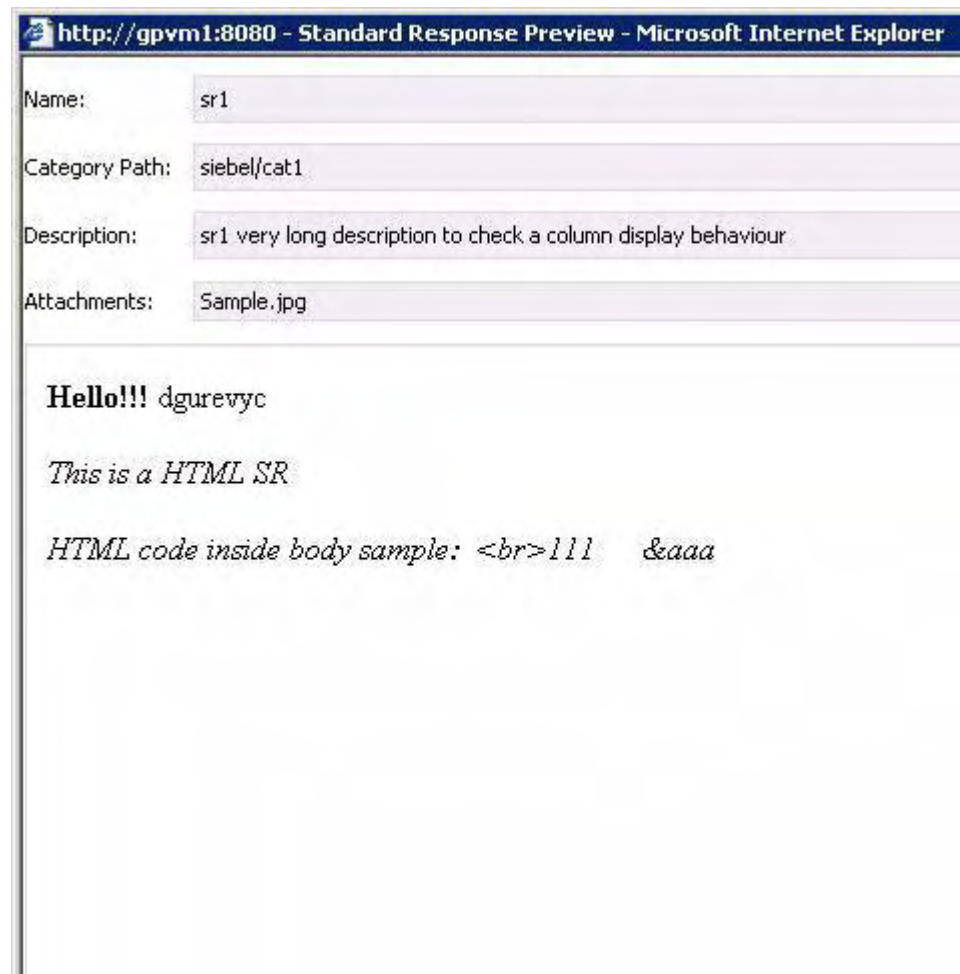 http://gpvm1:8080 - Standard Response Preview - Microsoft Internet Explorer
Name: sr1
Category Path: siebel/cat1
Description: sr1 very long description to check a column display behaviour
Attachments: Sample.jpg
Hello!!! dgurevyc
This is a HTML SR
HTML code inside body sample: <br>111 &aaa